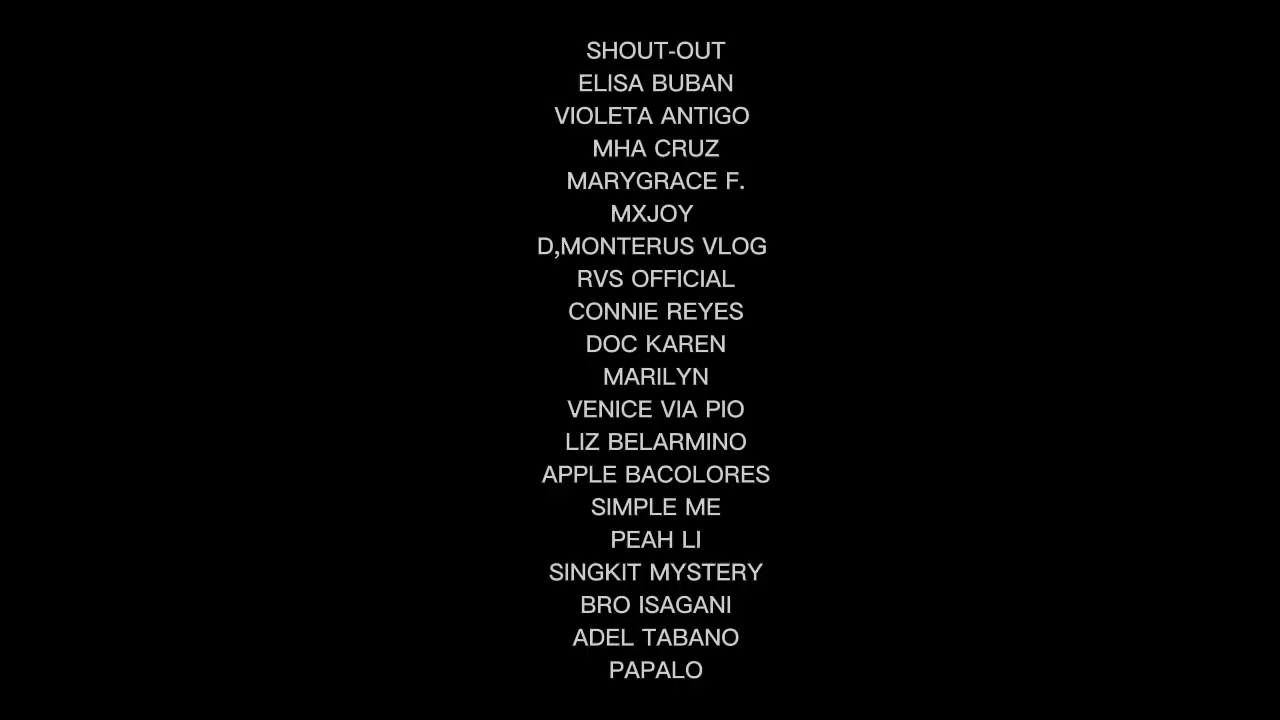 SHOUT-OUT
ELISA BUBAN
VIOLETA ANTIGO
MHA CRUZ
MARYGRACE F.
MXJOY
D,MONTERUS VLOG
RVS OFFICIAL
CONNIE REYES
DOC KAREN
MARILYN
VENICE VIA PIO
LIZ BELARMINO
APPLE BACOLORES
SIMPLE ME
PEAH LI
SINGKIT MYSTERY
BRO ISAGANI
ADEL TABANO
PAPALO